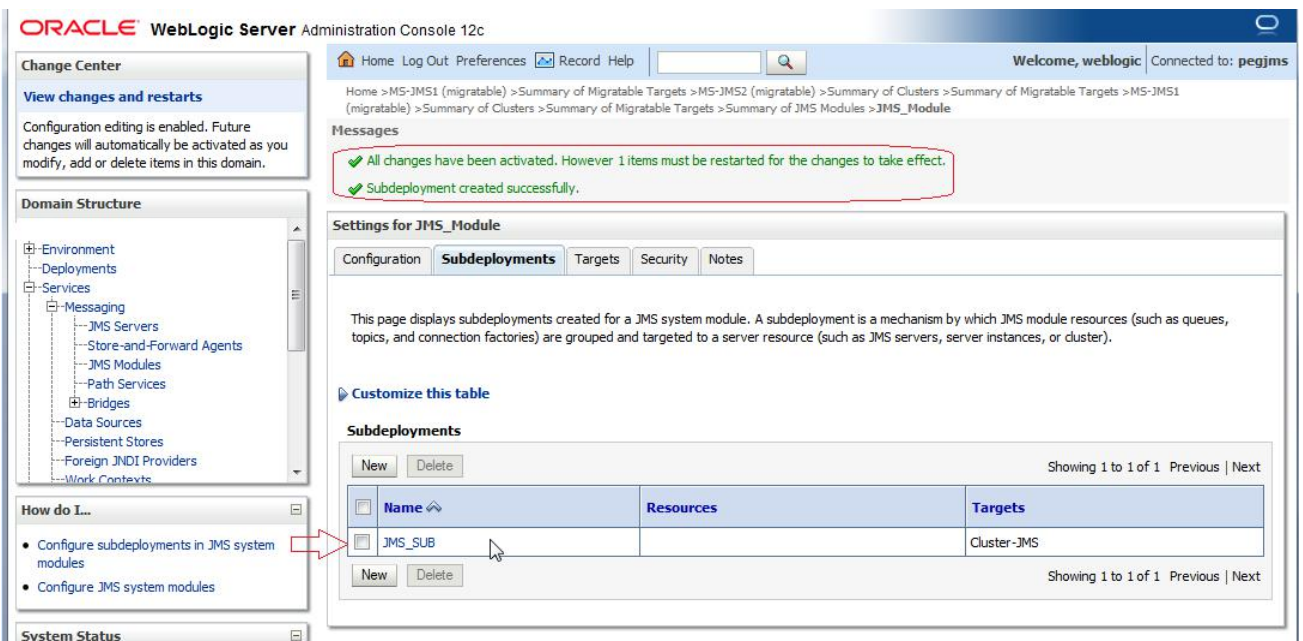 ORACLE WebLogic Server Administration Console 12c
Change Center
View changes and restarts
Configuration editing is enabled. Future
changes will automatically be activated as you
modify, add or delete items in this domain.
Domain Structure
Environment
Deployments
Services
Messaging
JMS Servers
Store-and-Forward Agents
JMS Modules
Path Services
Bridges
Data Sources
Persistent Stores
Foreign JNDI Providers
Work Contexts
How do I...
Configure subdeployments in JMS system
modules
Configure JMS system modules
System Status
Home Log Out Preferences Record Help
Welcome, weblogic Connected to: pegjms
Home >MS-JMS1 (migratable) >Summary of Migratable Targets >MS-JMS2 (migratable) >Summary of Clusters >Summary of Migratable Targets >MS-JMS1
(migratable) >Summary of Clusters >Summary of Migratable Targets >Summary of JMS Modules >JMS_Module
Messages
All changes have been activated. However 1 items must be restarted for the changes to take effect.
Subdeployment created successfully.
Settings for JMS_Module
Configuration Subdeployments Targets Security Notes
This page displays subdeployments created for a JMS system module. A subdeployment is a mechanism by which JMS module resources (such as queues,
topics, and connection factories) are grouped and targeted to a server resource (such as JMS servers, server instances, or cluster).
Customize this table
Subdeployments
New Delete Showing 1 to 1 of 1 Previous | Next
Name Resources Targets
JMS_SUB Cluster-JMS
New Delete Showing 1 to 1 of 1 Previous | Next